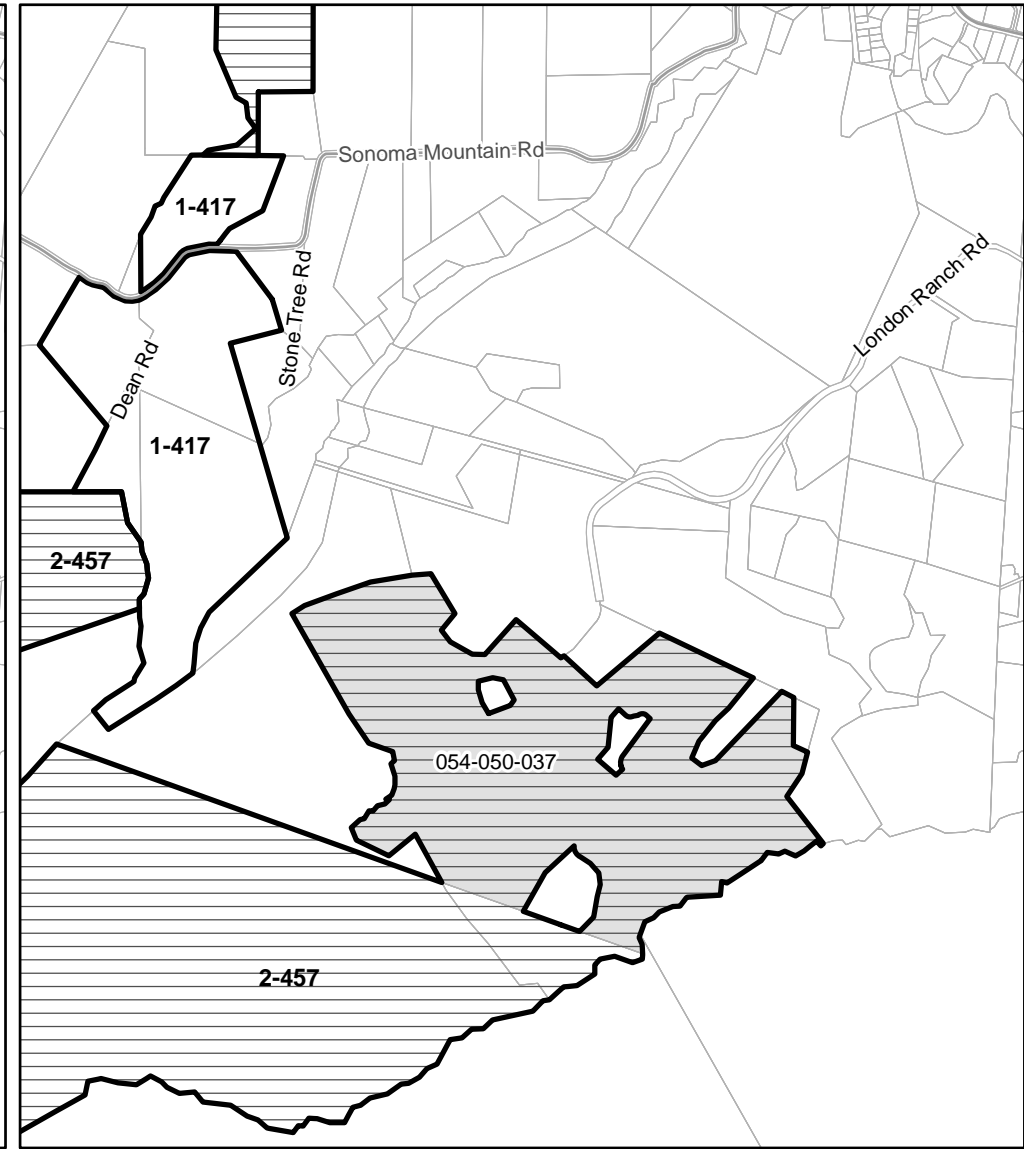 Sonoma Mountain Rd
1-417
London Ranch Rd
Stone Tree Rd
Dean Rd
1-417
2-457
054-050-037
2-457